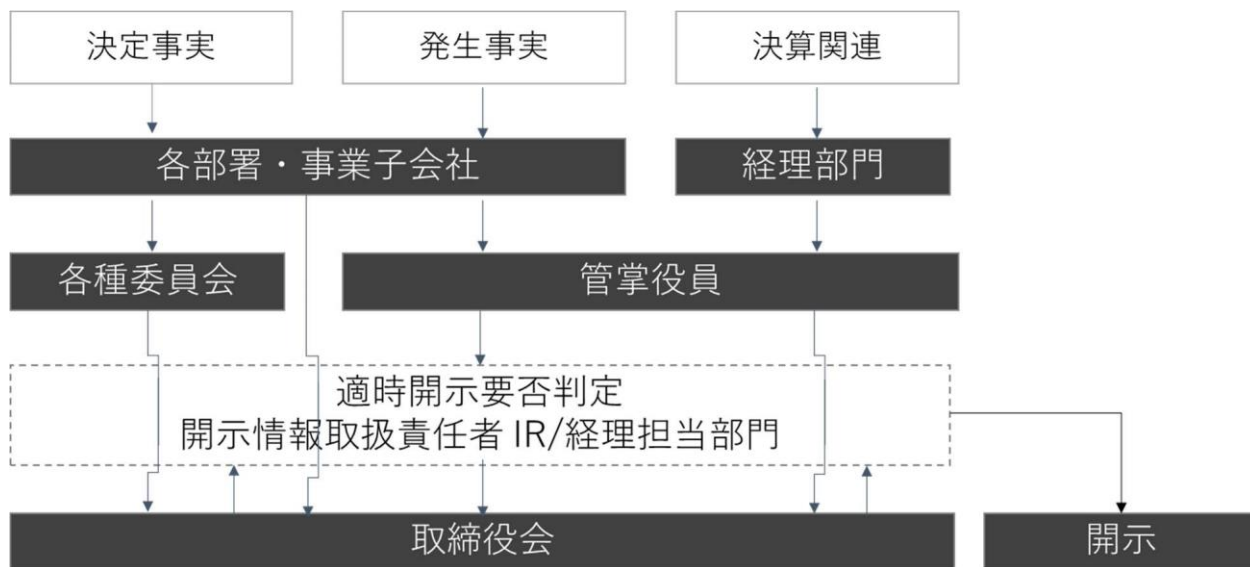 決定事実
発生事実
決算関連
各部署・事業子会社
経理部門
各種委員会
管掌役員
適時開示要否判定
開示情報取扱責任者 IR/経理担当部門
取締役会
開示